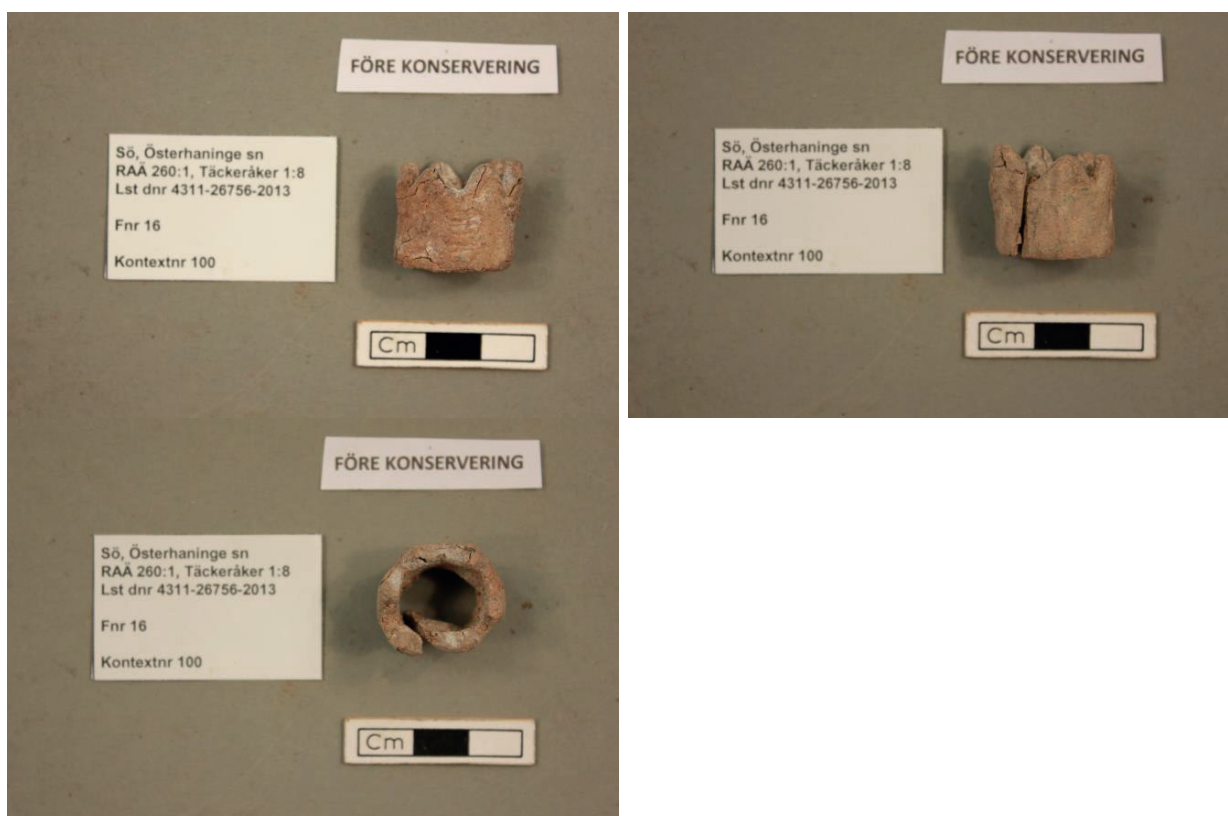 FÖRE KONSERVERING
Sö, Österhaninge sn
RAÄ 260:1, Täckeråker 1:8
Lst dnr 4311-26756-2013
Fnr 16
Kontextnr 100
Cm
FÖRE KONSERVERING
Sö, Österhaninge sn
RAÄ 260:1, Täckeråker 1:8
Lst dnr 4311-26756-2013
Fnr 16
Kontextnr 100
Cm
FÖRE KONSERVERING
Sö, Österhaninge sn
RAÄ 260:1, Täckeråker 1:8
Lst dnr 4311-26756-2013
Fnr 16
Kontextnr 100
Cm